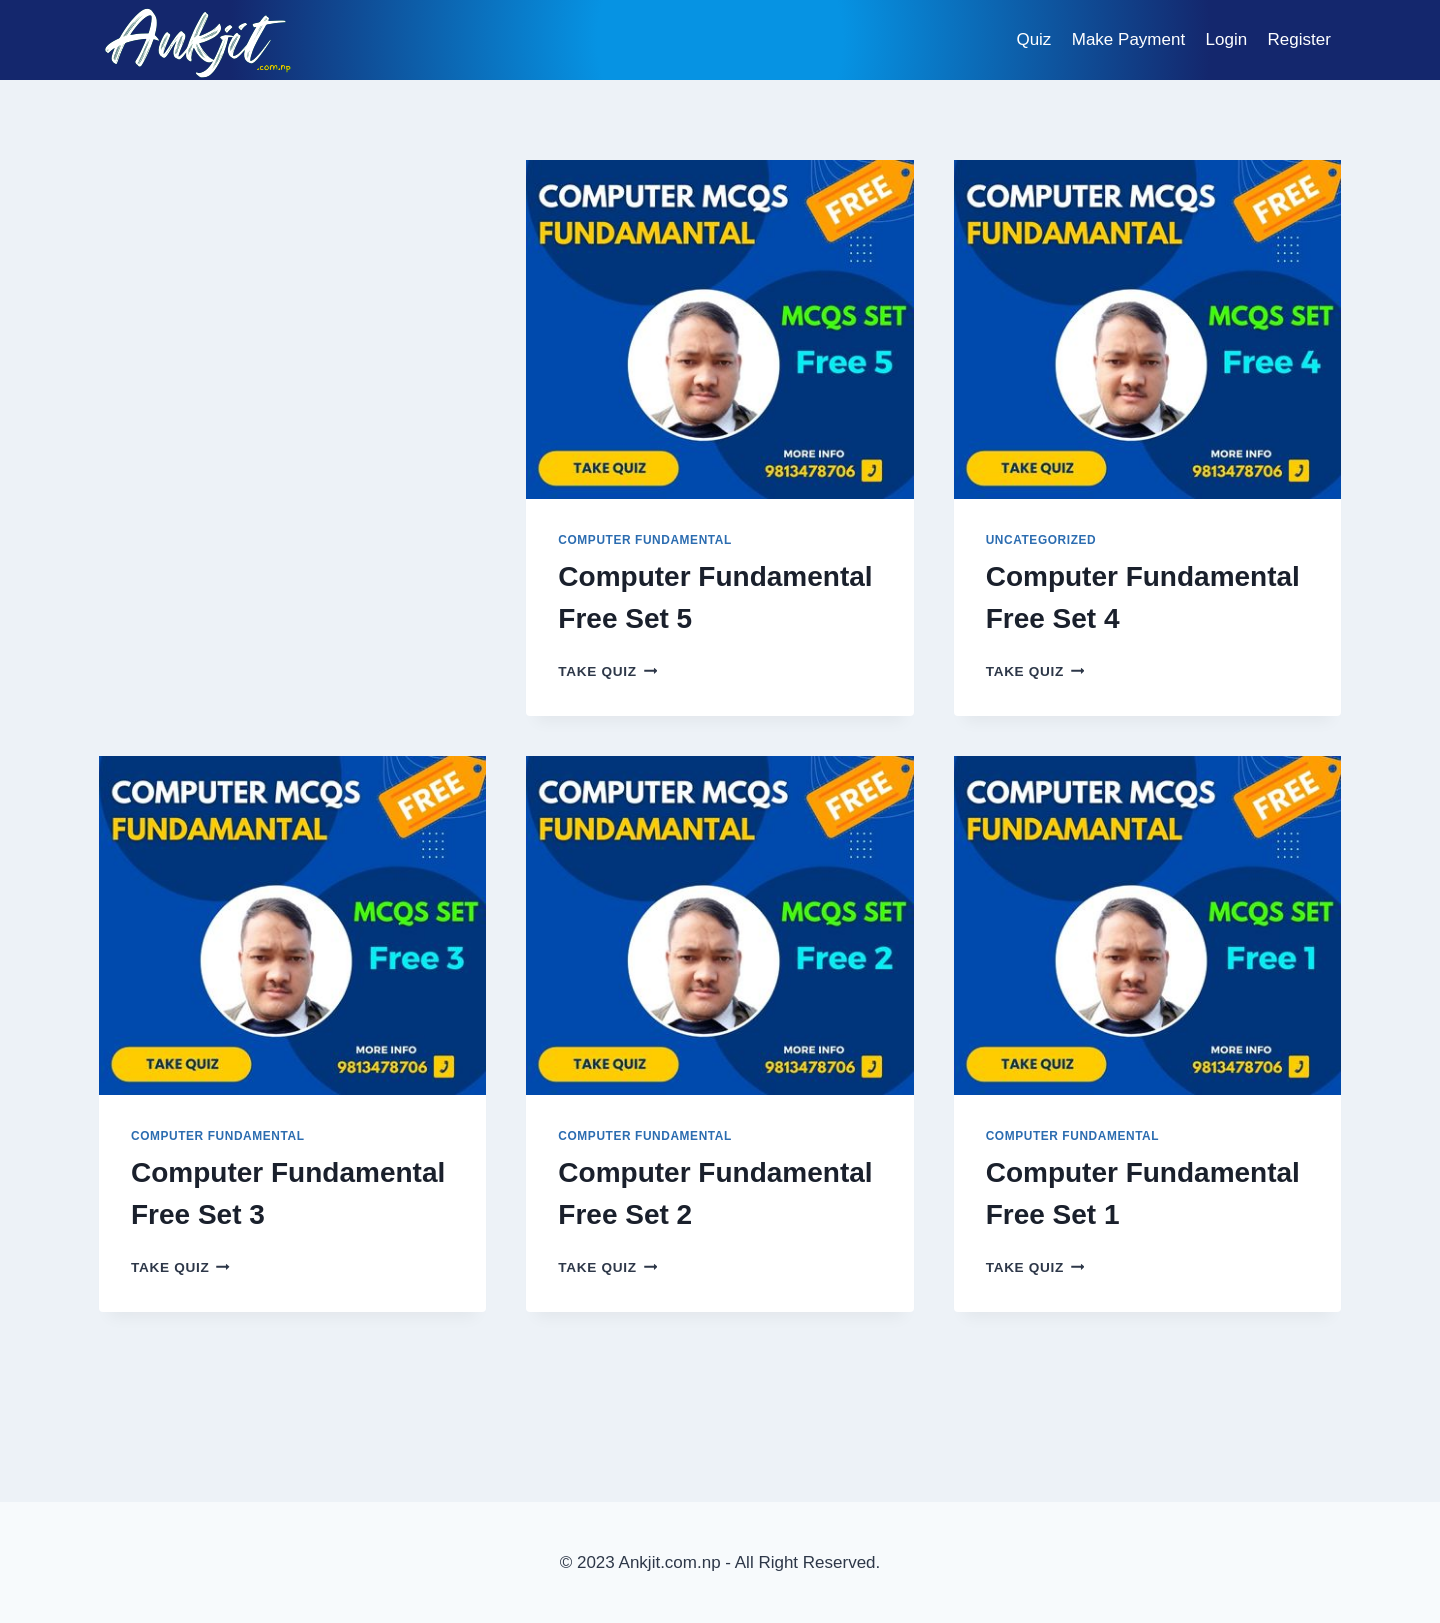 Ankjit
.com.np
Quiz Make Payment Login Register
COMPUTER MCQS
FUNDAMANTAL
FREE
MCQS SET
Free 5
MORE INFO
TAKE QUIZ
9813478706
COMPUTER FUNDAMENTAL
Computer Fundamental
Free Set 5
TAKE QUIZ
COMPUTER MCQS
FUNDAMANTAL
FREE
MCQS SET
Free 4
MORE INFO
TAKE QUIZ
9813478706
UNCATEGORIZED
Computer Fundamental
Free Set 4
TAKE QUIZ
COMPUTER MCQS
FUNDAMANTAL
FREE
MCQS SET
Free 3
MORE INFO
TAKE QUIZ
9813478706
COMPUTER FUNDAMENTAL
Computer Fundamental
Free Set 3
TAKE QUIZ
COMPUTER MCQS
FUNDAMANTAL
FREE
MCQS SET
Free 2
MORE INFO
TAKE QUIZ
9813478706
COMPUTER FUNDAMENTAL
Computer Fundamental
Free Set 2
TAKE QUIZ
COMPUTER MCQS
FUNDAMANTAL
FREE
MCQS SET
Free 1
MORE INFO
TAKE QUIZ
9813478706
COMPUTER FUNDAMENTAL
Computer Fundamental
Free Set 1
TAKE QUIZ
© 2023 Ankjit.com.np - All Right Reserved.